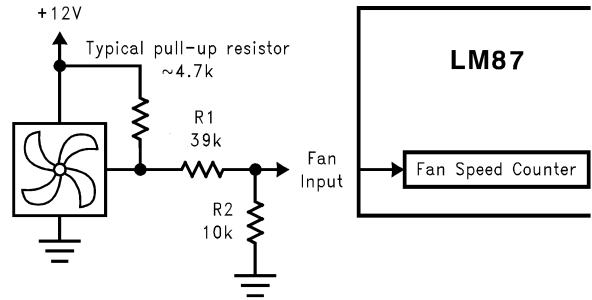 +12V
Typical pull-up resistor
~4.7k
LM87
R1
39k
Fan
Input
Fan Speed Counter
R2
10k